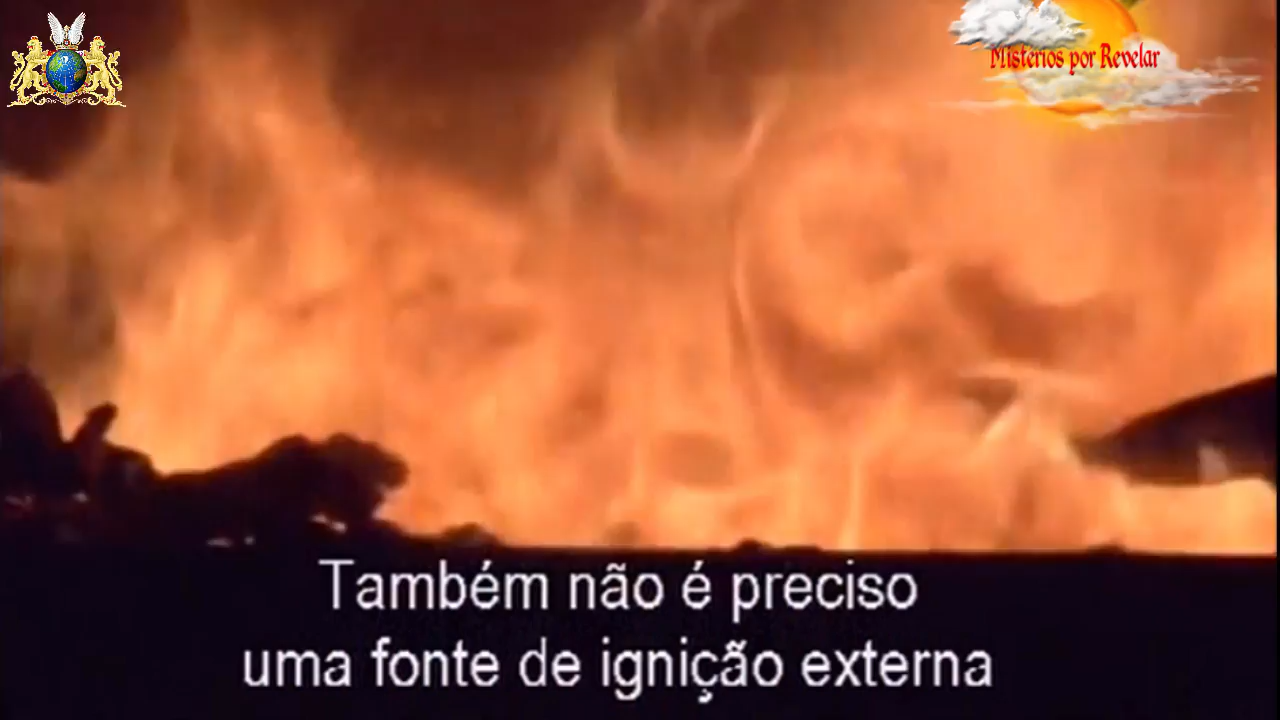 Mistérios por Revelar
Também não é preciso
uma fonte de ignição externa